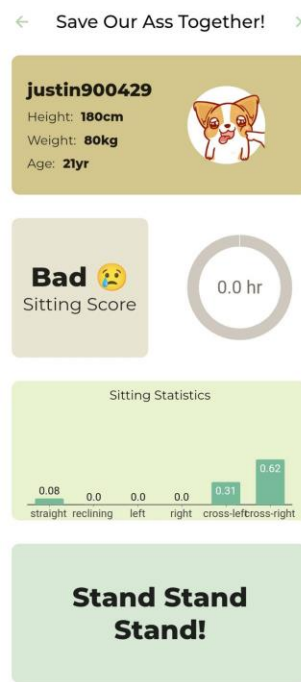 Save Our Ass Together!
justin900429
Height: 180cm
Weight: 80kg
Age: 21yr
Bad 😢
Sitting Score
0.0 hr
Sitting Statistics
0.08 0.0 0.0 0.0 0.31 0.62
straight reclining left right cross-left cross-right
Stand Stand
Stand!